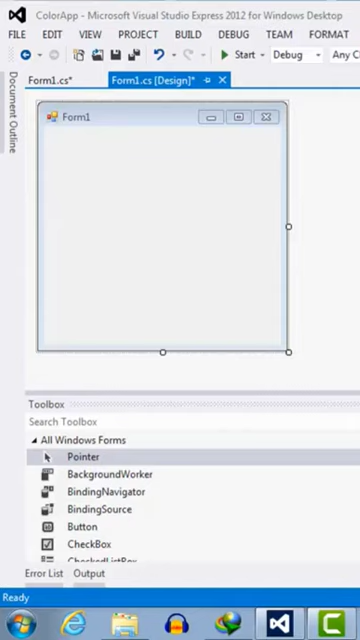 ColorApp - Microsoft Visual Studio Express 2012 for Windows Desktop
FILE EDIT VIEW PROJECT BUILD DEBUG TEAM FORMAT
Start Debug Any C
Form1.cs* Form1.cs [Design]*
Document Outline
Form1
Toolbox
Search Toolbox
All Windows Forms
Pointer
BackgroundWorker
BindingNavigator
BindingSource
Button
CheckBox
CheckedListBox
Error List Output
Ready